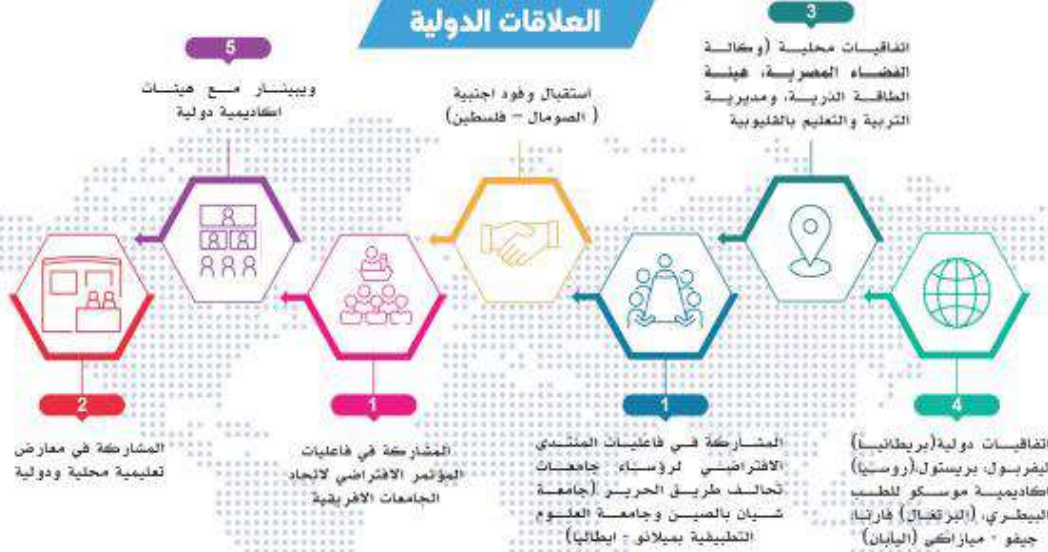 العلاقات الدولية
3
اتفاقيات محلية (وكالة
الفضاء المصرية، هيئة
الطاقة الذرية، ومديرية
التربية والتعليم بالقليوبية
5
ويبينار مع هيئات
اكاديمية دولية
استقبال وفود اجنبية
( الصومال – فلسطين)
4
اتفاقيات دولية(بريطانيا)
ليفربول، بريستول،(روسيا)
اكاديمية موسكو للطب
البيطري، (البرتغال) فارتا،
جيفو - ميازاكي (اليابان)
1
المشاركة في فاعليات المنتدى
الافتراضي لرؤساء جامعات
تحالف طريق الحرير (جامعة
شيان بالصين وجامعة العلوم
التطبيقية بميلانو - ايطاليا)
1
المشاركة في فاعليات
المؤتمر الافتراضي لاتحاد
الجامعات الافريقية
2
المشاركة في معارض
تعليمية محلية ودولية